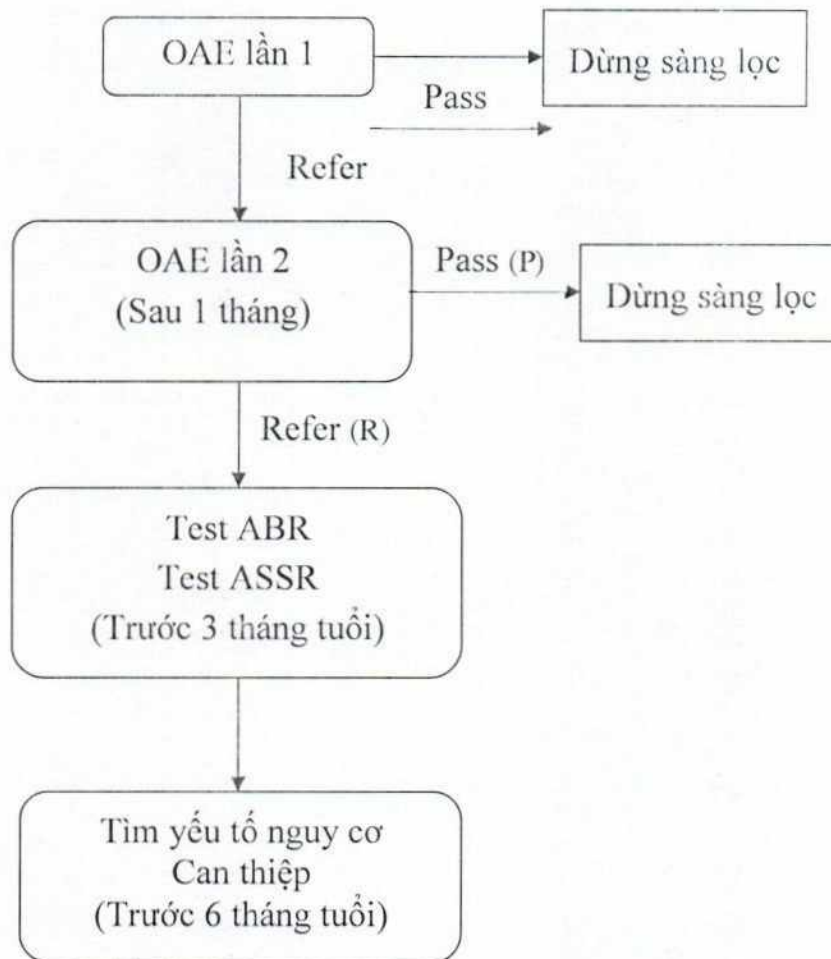 OAE lần 1
Dừng sàng lọc
Pass
Refer
OAE lần 2
(Sau 1 tháng)
Pass (P)
Dừng sàng lọc
Refer (R)
Test ABR
Test ASSR
(Trước 3 tháng tuổi)
Tìm yếu tố nguy cơ
Can thiệp
(Trước 6 tháng tuổi)